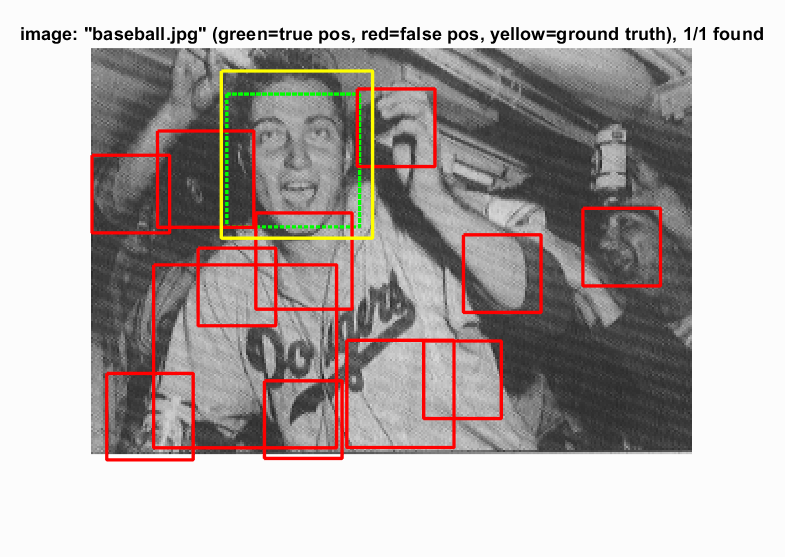 image: "baseball.jpg" (green=true pos, red=false pos, yellow=ground truth), 1/1 found
Dodgers